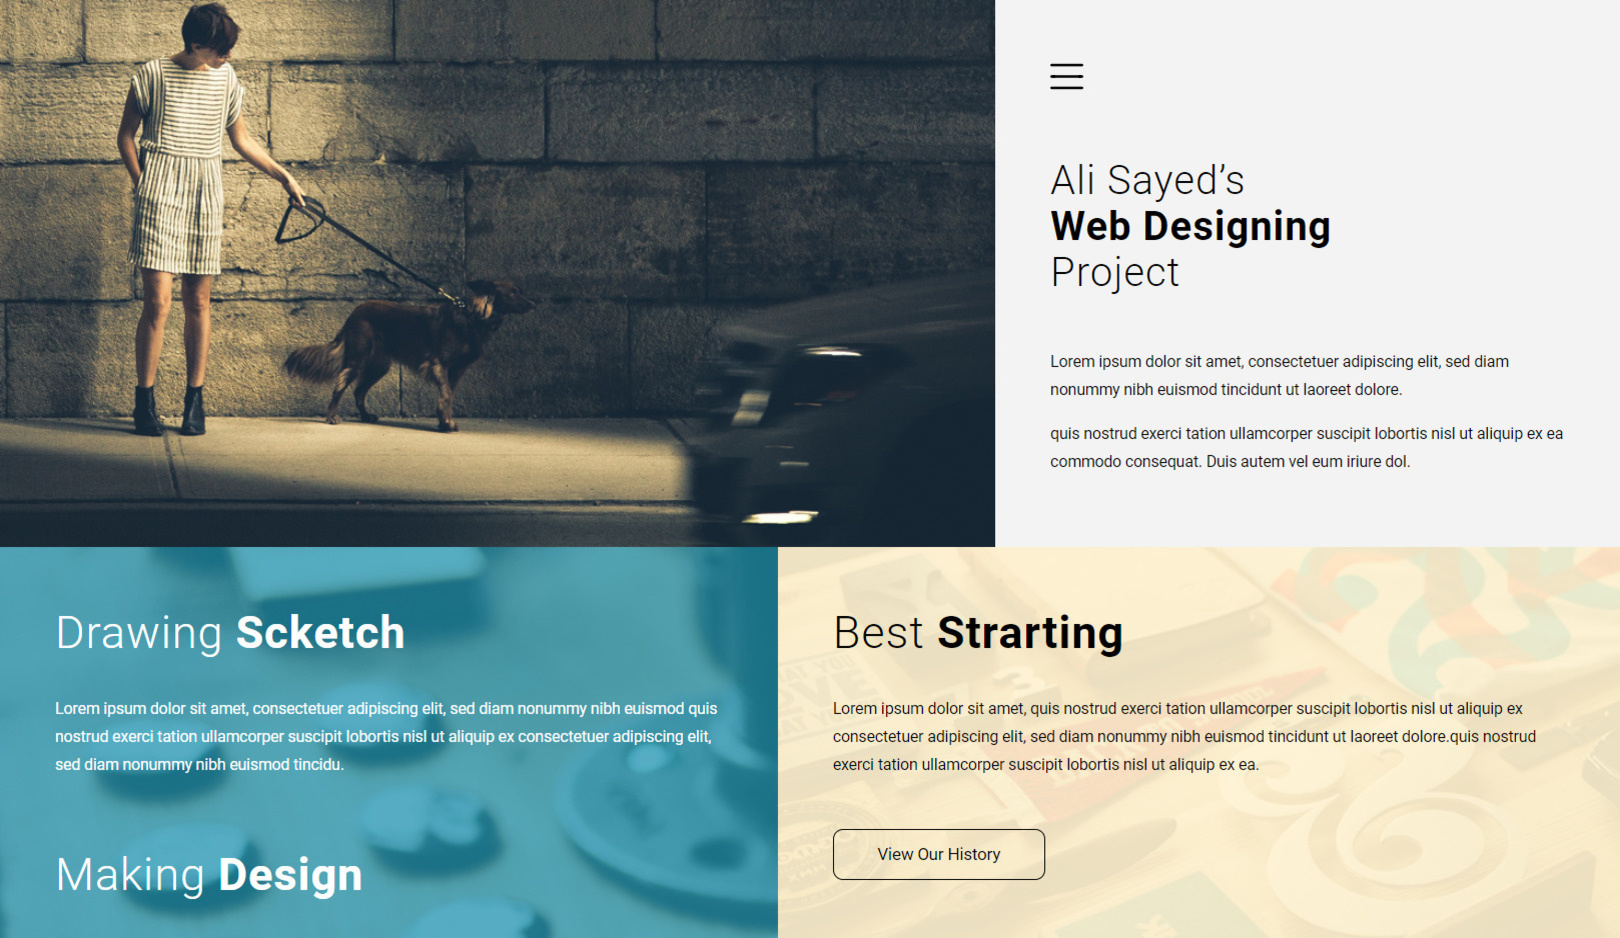 Ali Sayed’s
Web Designing
Project
Lorem ipsum dolor sit amet, consectetuer adipiscing elit, sed diam
nonummy nibh euismod tincidunt ut laoreet dolore.
quis nostrud exerci tation ullamcorper suscipit lobortis nisl ut aliquip ex ea
commodo consequat. Duis autem vel eum iriure dol.
Drawing Scketch
Lorem ipsum dolor sit amet, consectetuer adipiscing elit, sed diam nonummy nibh euismod quis
nostrud exerci tation ullamcorper suscipit lobortis nisl ut aliquip ex consectetuer adipiscing elit,
sed diam nonummy nibh euismod tincidu.
Making Design
Best Strarting
Lorem ipsum dolor sit amet, quis nostrud exerci tation ullamcorper suscipit lobortis nisl ut aliquip ex
consectetuer adipiscing elit, sed diam nonummy nibh euismod tincidunt ut laoreet dolore.quis nostrud
exerci tation ullamcorper suscipit lobortis nisl ut aliquip ex ea.
View Our History